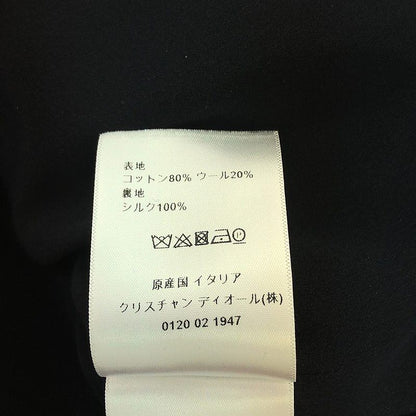 表地
コットン80% ウール20%
裏地
シルク100%
原産国 イタリア
クリスチャン ディオール(株)
0120 02 1947